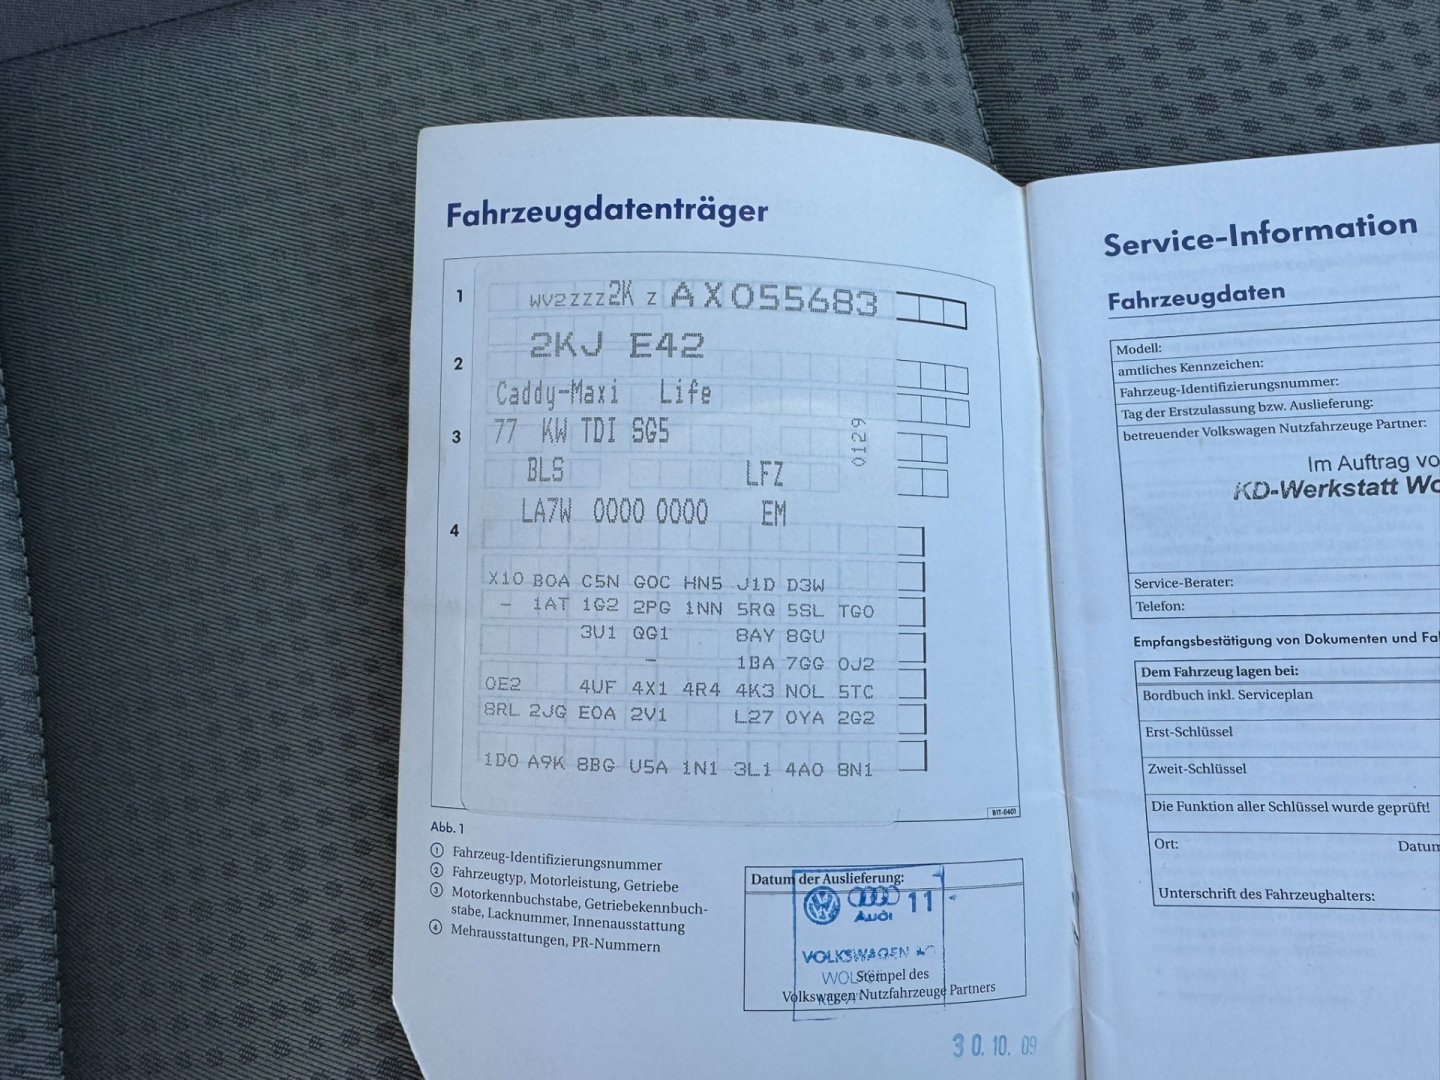 Fahrzeugdatenträger
1
WV2ZZZ2K Z AX055683
2KJ E42
2
Caddy-Maxi Life
3
77 KW TDI SG5
0129
BLS LFZ
LA7W 0000 0000 EM
4
X10 B0A C5N G0C HN5 J1D D3W
- 1AT 1G2 2PG 1NN 5RQ 5SL TG0
3U1 QG1 8AY 8GU
- 1BA 7GG 0J2
0E2 4UF 4X1 4R4 4K3 N0L 5TC
8RL 2JG E0A 2V1 L27 0YA 2G2
1D0 A9K 8BG U5A 1N1 3L1 4A0 8N1
B1T-0401
Abb. 1
① Fahrzeug-Identifizierungsnummer
② Fahrzeugtyp, Motorleistung, Getriebe
③ Motorkennbuchstabe, Getriebekennbuch-
stabe, Lacknummer, Innenausstattung
④ Mehrausstattungen, PR-Nummern
Datum der Auslieferung:
Audi 11
VOLKSWAGEN AG
Stempel des
Volkswagen Nutzfahrzeuge Partners
30.10.09
Service-Information
Fahrzeugdaten
Modell:
amtliches Kennzeichen:
Fahrzeug-Identifizierungsnummer:
Tag der Erstzulassung bzw. Auslieferung:
betreuender Volkswagen Nutzfahrzeuge Partner:
Im Auftrag vo
KD-Werkstatt Wo
Service-Berater:
Telefon:
Empfangsbestätigung von Dokumenten und Fa
Dem Fahrzeug lagen bei:
Bordbuch inkl. Serviceplan
Erst-Schlüssel
Zweit-Schlüssel
Die Funktion aller Schlüssel wurde geprüft!
Ort: Datum
Unterschrift des Fahrzeughalters: